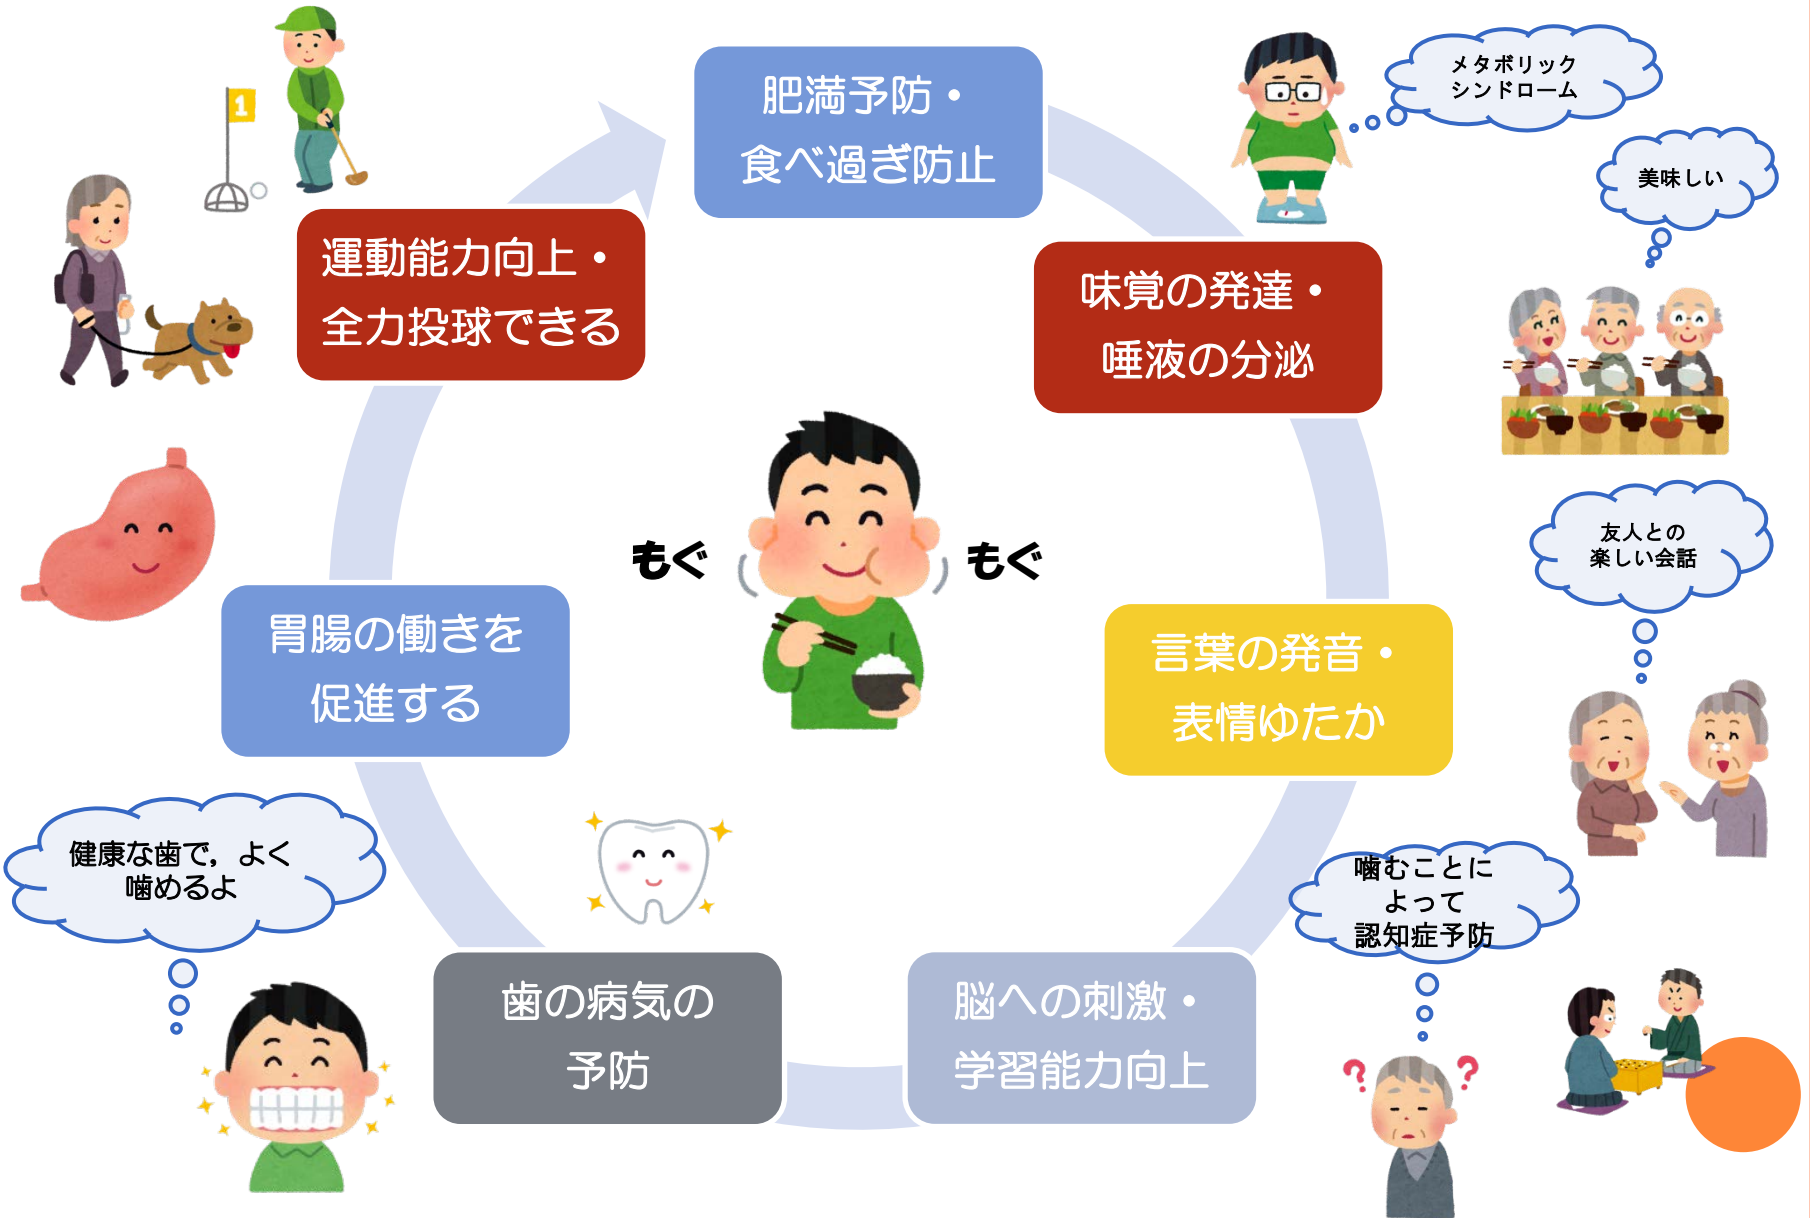 肥満予防・
食べ過ぎ防止
メタボリック
シンドローム
美味しい
味覚の発達・
唾液の分泌
友人との
楽しい会話
言葉の発音・
表情ゆたか
噛むことに
よって
認知症予防
脳への刺激・
学習能力向上
歯の病気の
予防
健康な歯で，よく
噛めるよ
胃腸の働きを
促進する
運動能力向上・
全力投球できる
1
もぐ
もぐ
?
?